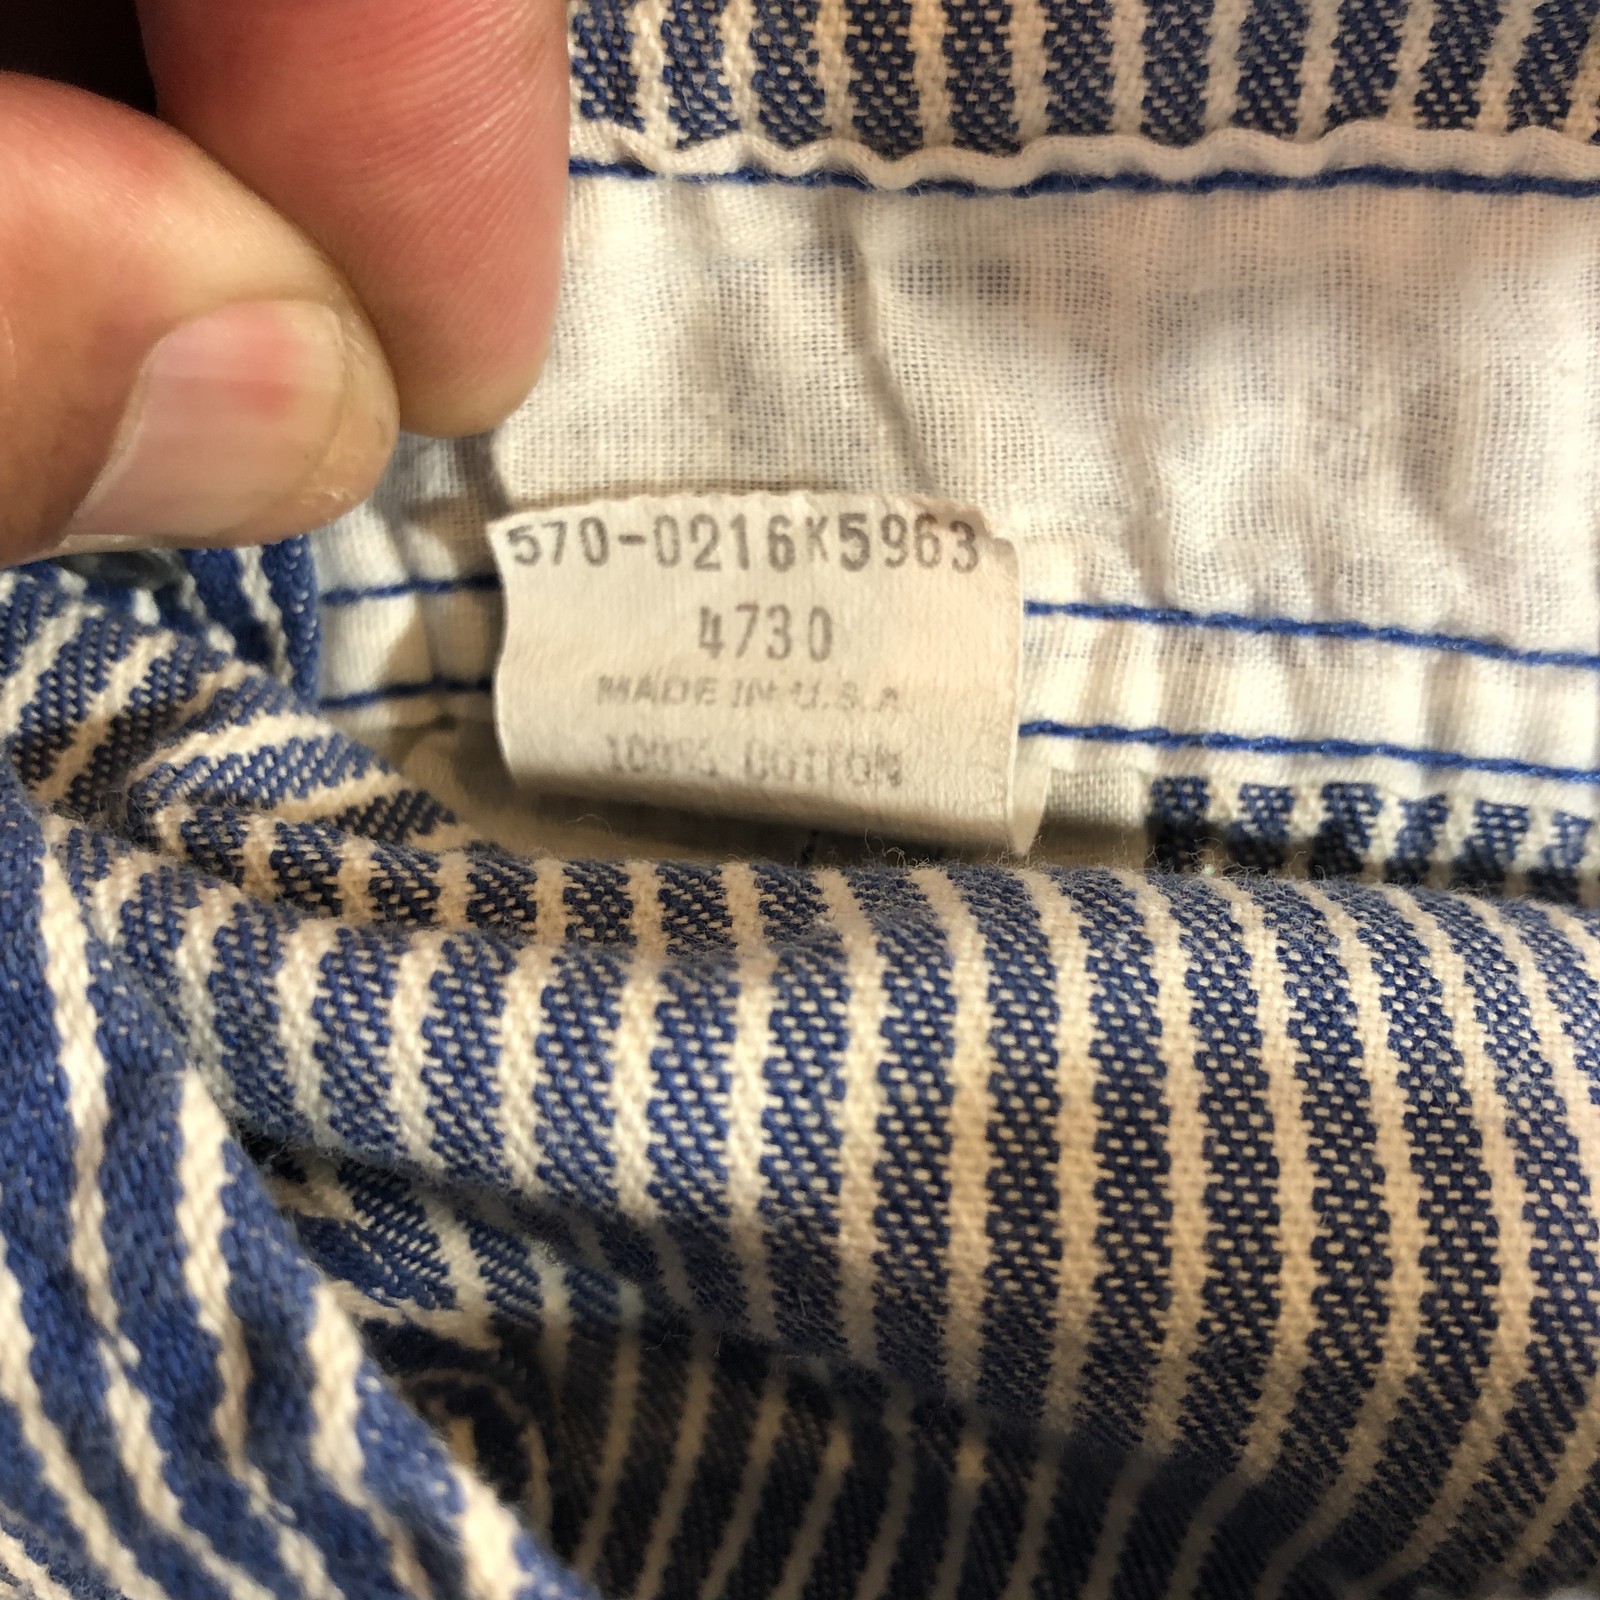 570-0216K5963
4730
MADE IN U.S.A
100% COTTON